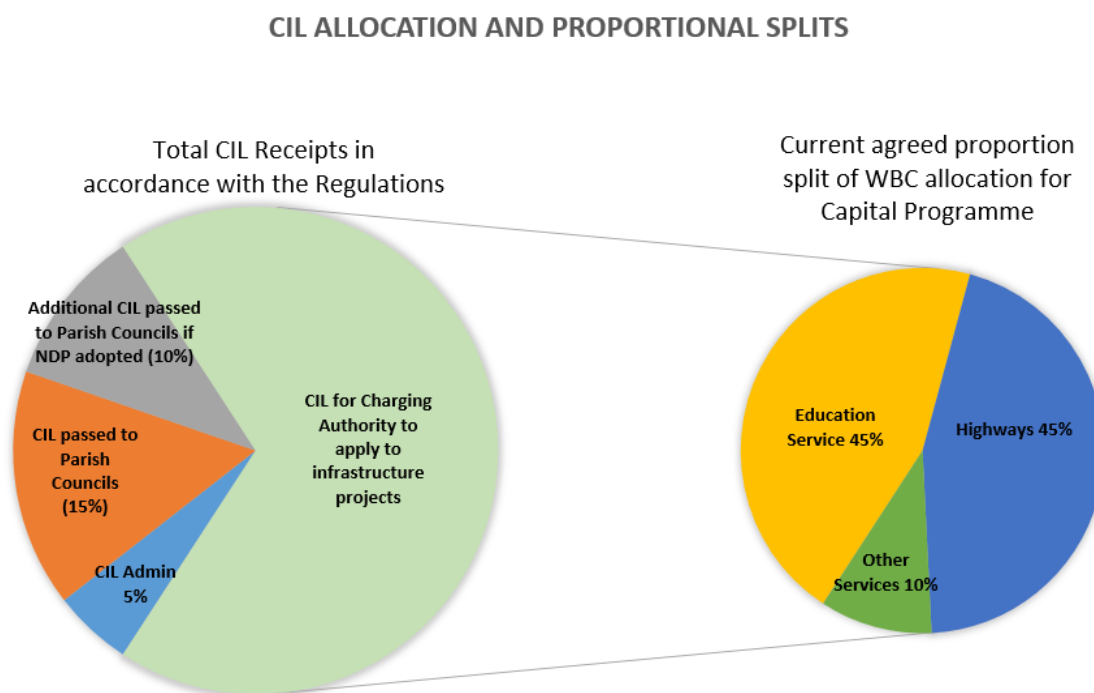 CIL ALLOCATION AND PROPORTIONAL SPLITS
Total CIL Receipts in
accordance with the Regulations
Current agreed proportion
split of WBC allocation for
Capital Programme
Additional CIL passed
to Parish Councils if
NDP adopted (10%)
CIL passed to
Parish
Councils
(15%)
CIL Admin
5%
CIL for Charging
Authority to
apply to
infrastructure
projects
Education
Service 45%
Highways 45%
Other
Services 10%